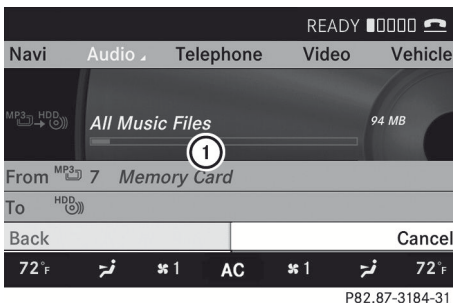 READY
Navi Audio Telephone Video Vehicle
MP3 HDD All Music Files 94 MB
1
From MP3 7 Memory Card
To HDD
Back Cancel
72°F 1 AC 1 72°F
P82.87-3184-31